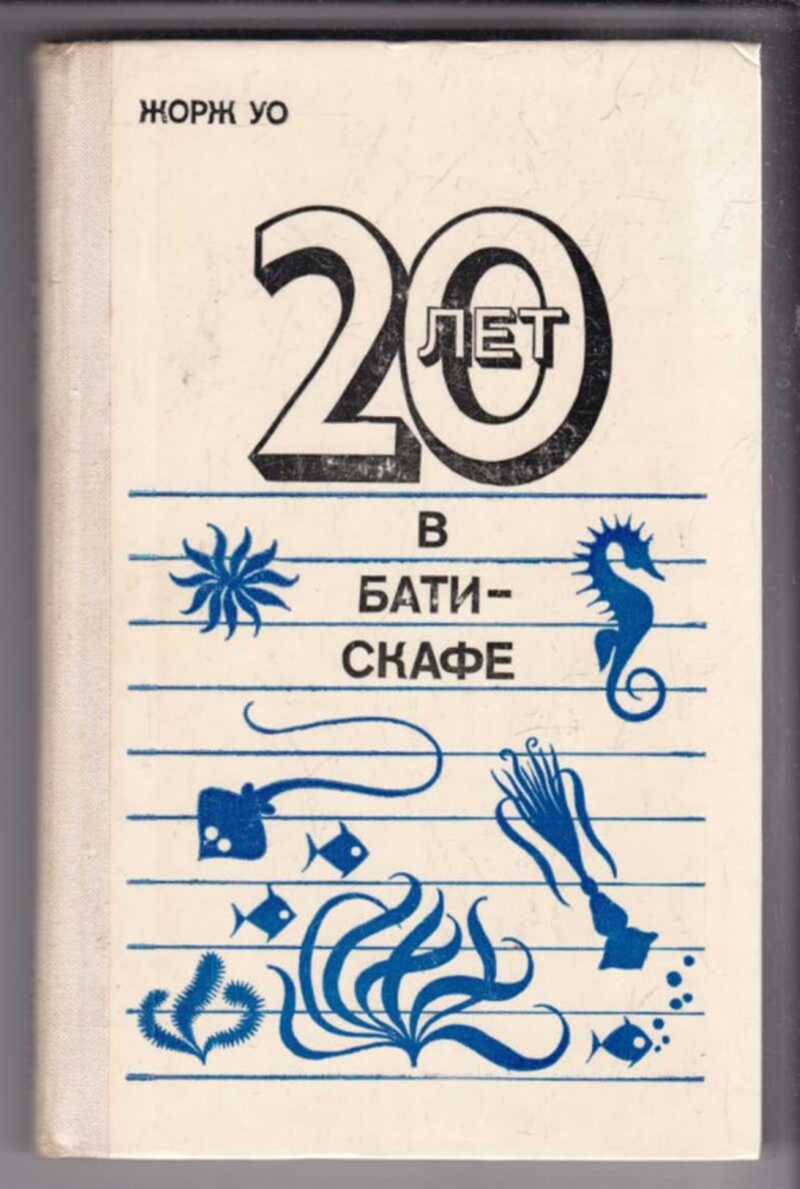 ЖОРЖ УО
20
ЛЕТ
В
БАТИ-
СКАФЕ